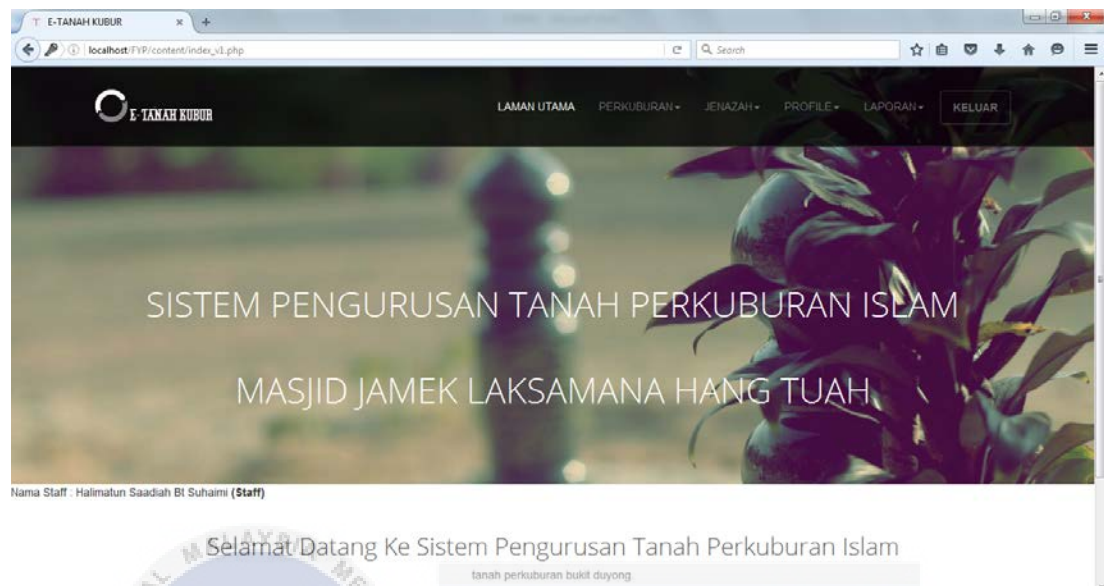 E-TANAH KUBUR
localhost/FYP/content/index_v1.php
Search
E-TANAH KUBUR
LAMAN UTAMA PERKUBURAN JENAZAH PROFILE LAPORAN KELUAR
SISTEM PENGURUSAN TANAH PERKUBURAN ISLAM
MASJID JAMEK LAKSAMANA HANG TUAH
Nama Staff : Halimatun Saadiah Bt Suhaimi (Staff)
Selamat Datang Ke Sistem Pengurusan Tanah Perkuburan Islam
tanah perkuburan bukit duyong